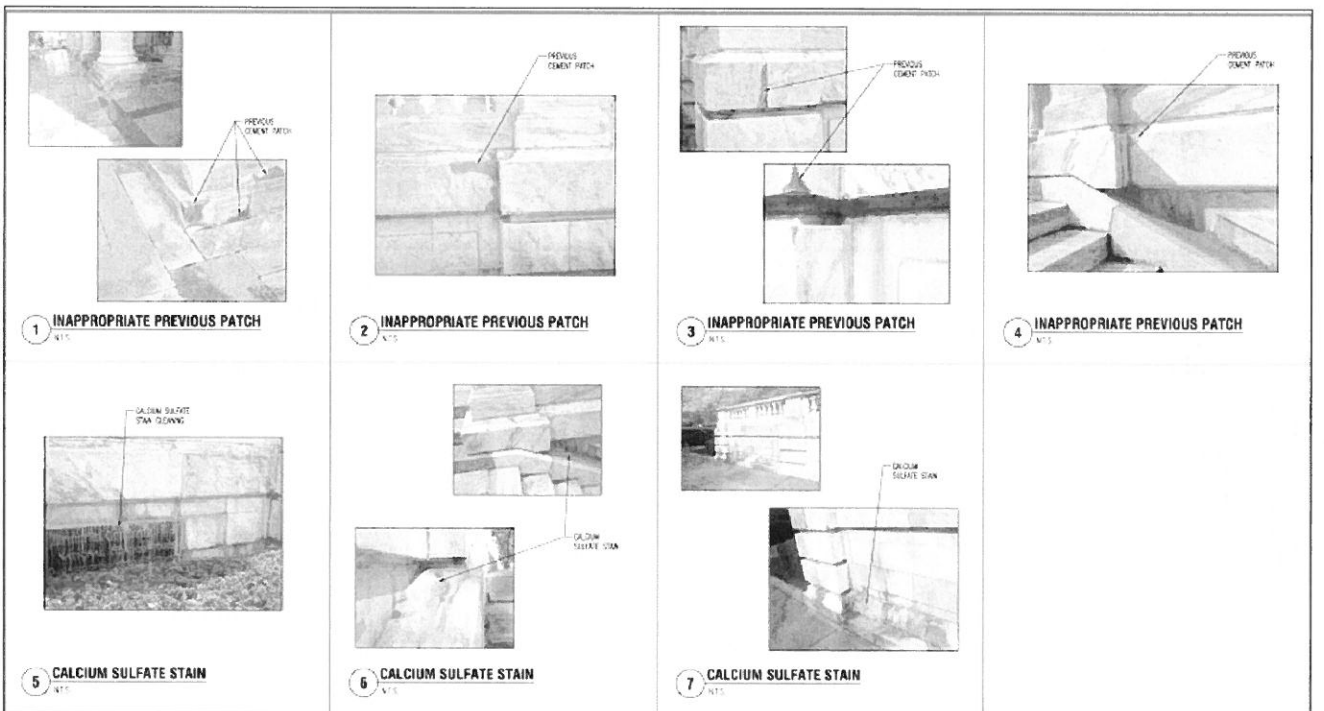 PREVIOUS
CEMENT PATCH
1 INAPPROPRIATE PREVIOUS PATCH
N.T.S.
PREVIOUS
CEMENT PATCH
2 INAPPROPRIATE PREVIOUS PATCH
N.T.S.
PREVIOUS
CEMENT PATCH
3 INAPPROPRIATE PREVIOUS PATCH
N.T.S.
PREVIOUS
CEMENT PATCH
4 INAPPROPRIATE PREVIOUS PATCH
N.T.S.
CALCIUM SULFATE
STAIN CLEANING
5 CALCIUM SULFATE STAIN
N.T.S.
CALCIUM
SULFATE STAIN
6 CALCIUM SULFATE STAIN
N.T.S.
CALCIUM
SULFATE STAIN
7 CALCIUM SULFATE STAIN
N.T.S.